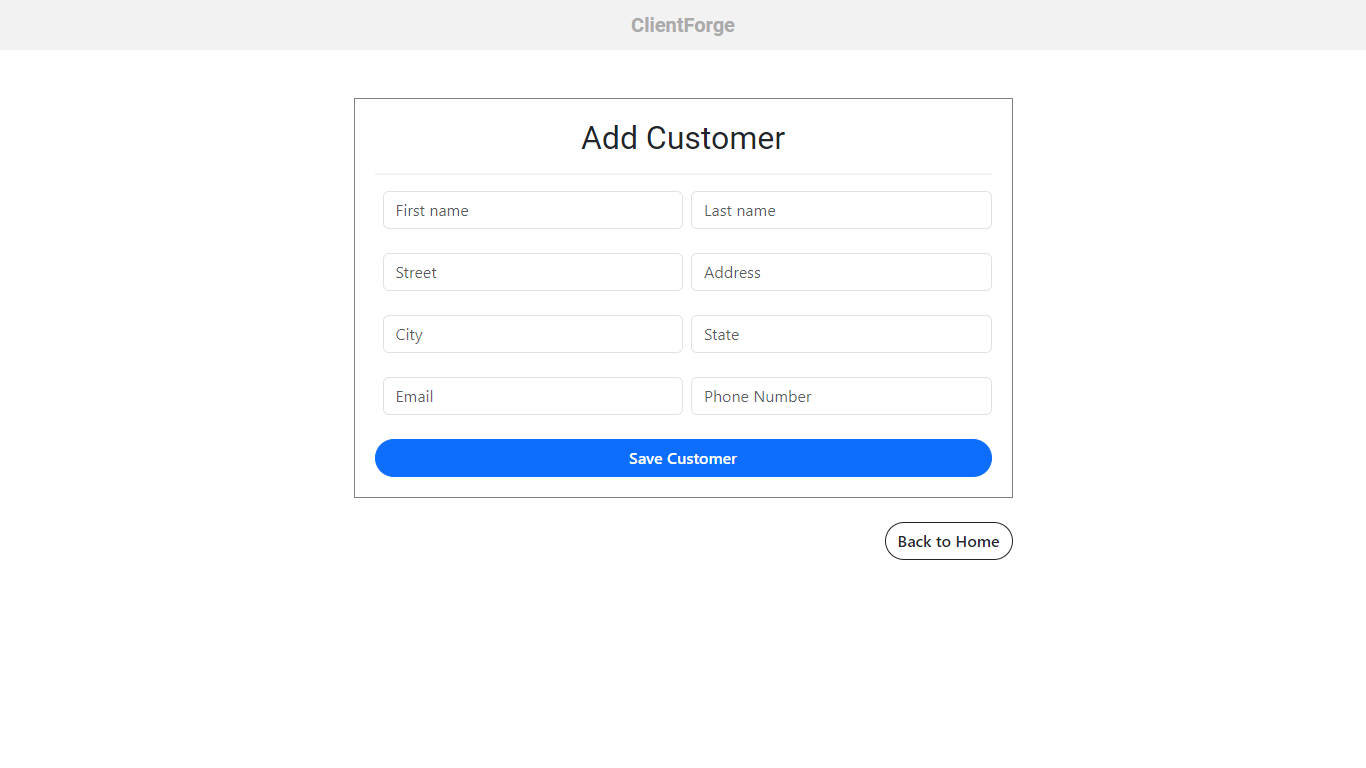 ClientForge
Add Customer
First name
Last name
Street
Address
City
State
Email
Phone Number
Save Customer
Back to Home